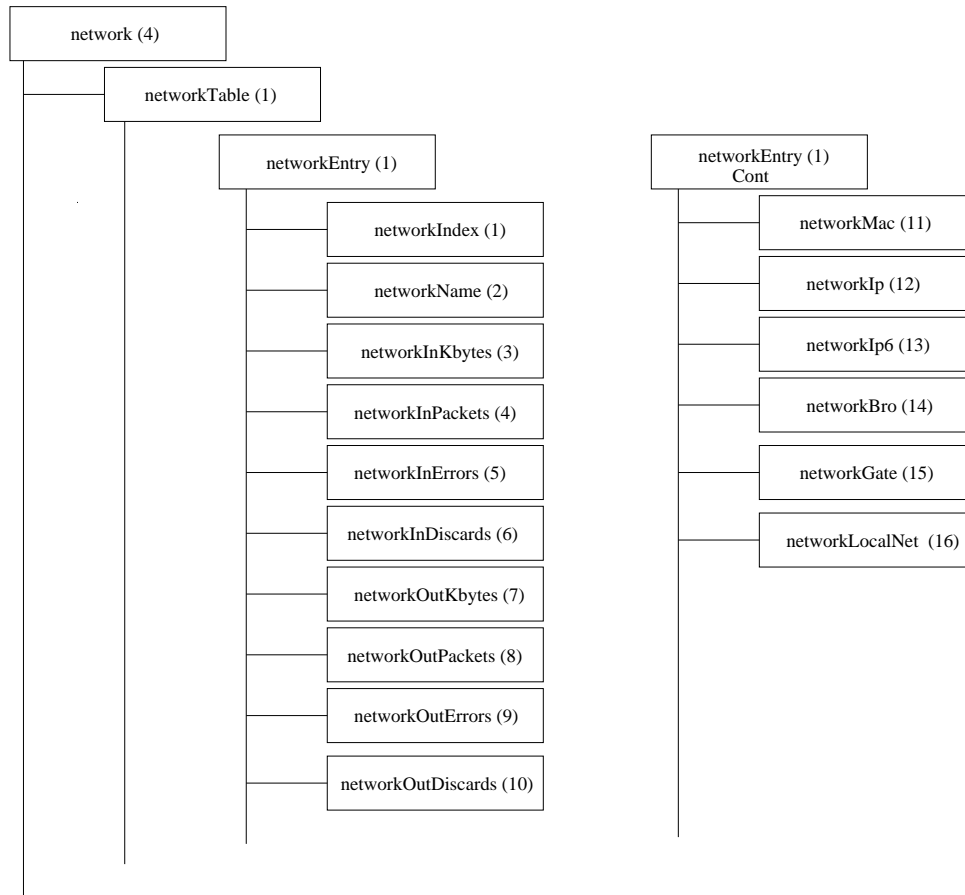 network (4)
networkTable (1)
networkEntry (1)
networkIndex (1)
networkName (2)
networkInKbytes (3)
networkInPackets (4)
networkInErrors (5)
networkInDiscards (6)
networkOutKbytes (7)
networkOutPackets (8)
networkOutErrors (9)
networkOutDiscards (10)
networkEntry (1)
Cont
networkMac (11)
networkIp (12)
networkIp6 (13)
networkBro (14)
networkGate (15)
networkLocalNet (16)